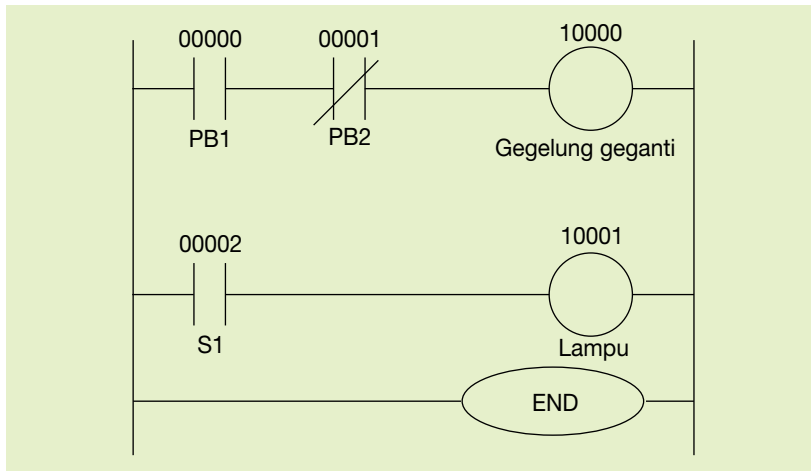 00000 00001 10000
PB1 PB2 Gegelung geganti
00002 10001
S1 Lampu
END